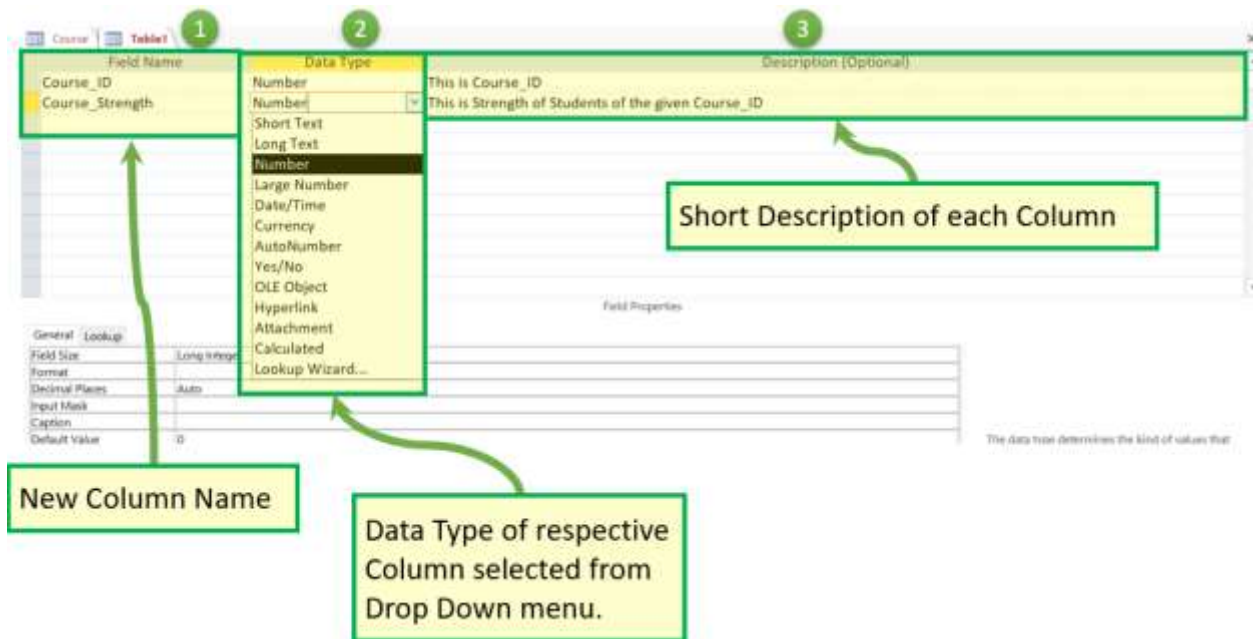 1
2
3
Course
Table1
Field Name
Data Type
Description (Optional)
Course_ID
Number
This is Course_ID
Course_Strength
Number
This is Strength of Students of the given Course_ID
Short Text
Long Text
Number
Large Number
Date/Time
Currency
AutoNumber
Yes/No
OLE Object
Hyperlink
Attachment
Calculated
Lookup Wizard...
Short Description of each Column
Field Properties
General
Lookup
Field Size
Long Intege
Format
Decimal Places
Auto
Input Mask
Caption
Default Value
0
The data type determines the kind of values that
New Column Name
Data Type of respective
Column selected from
Drop Down menu.